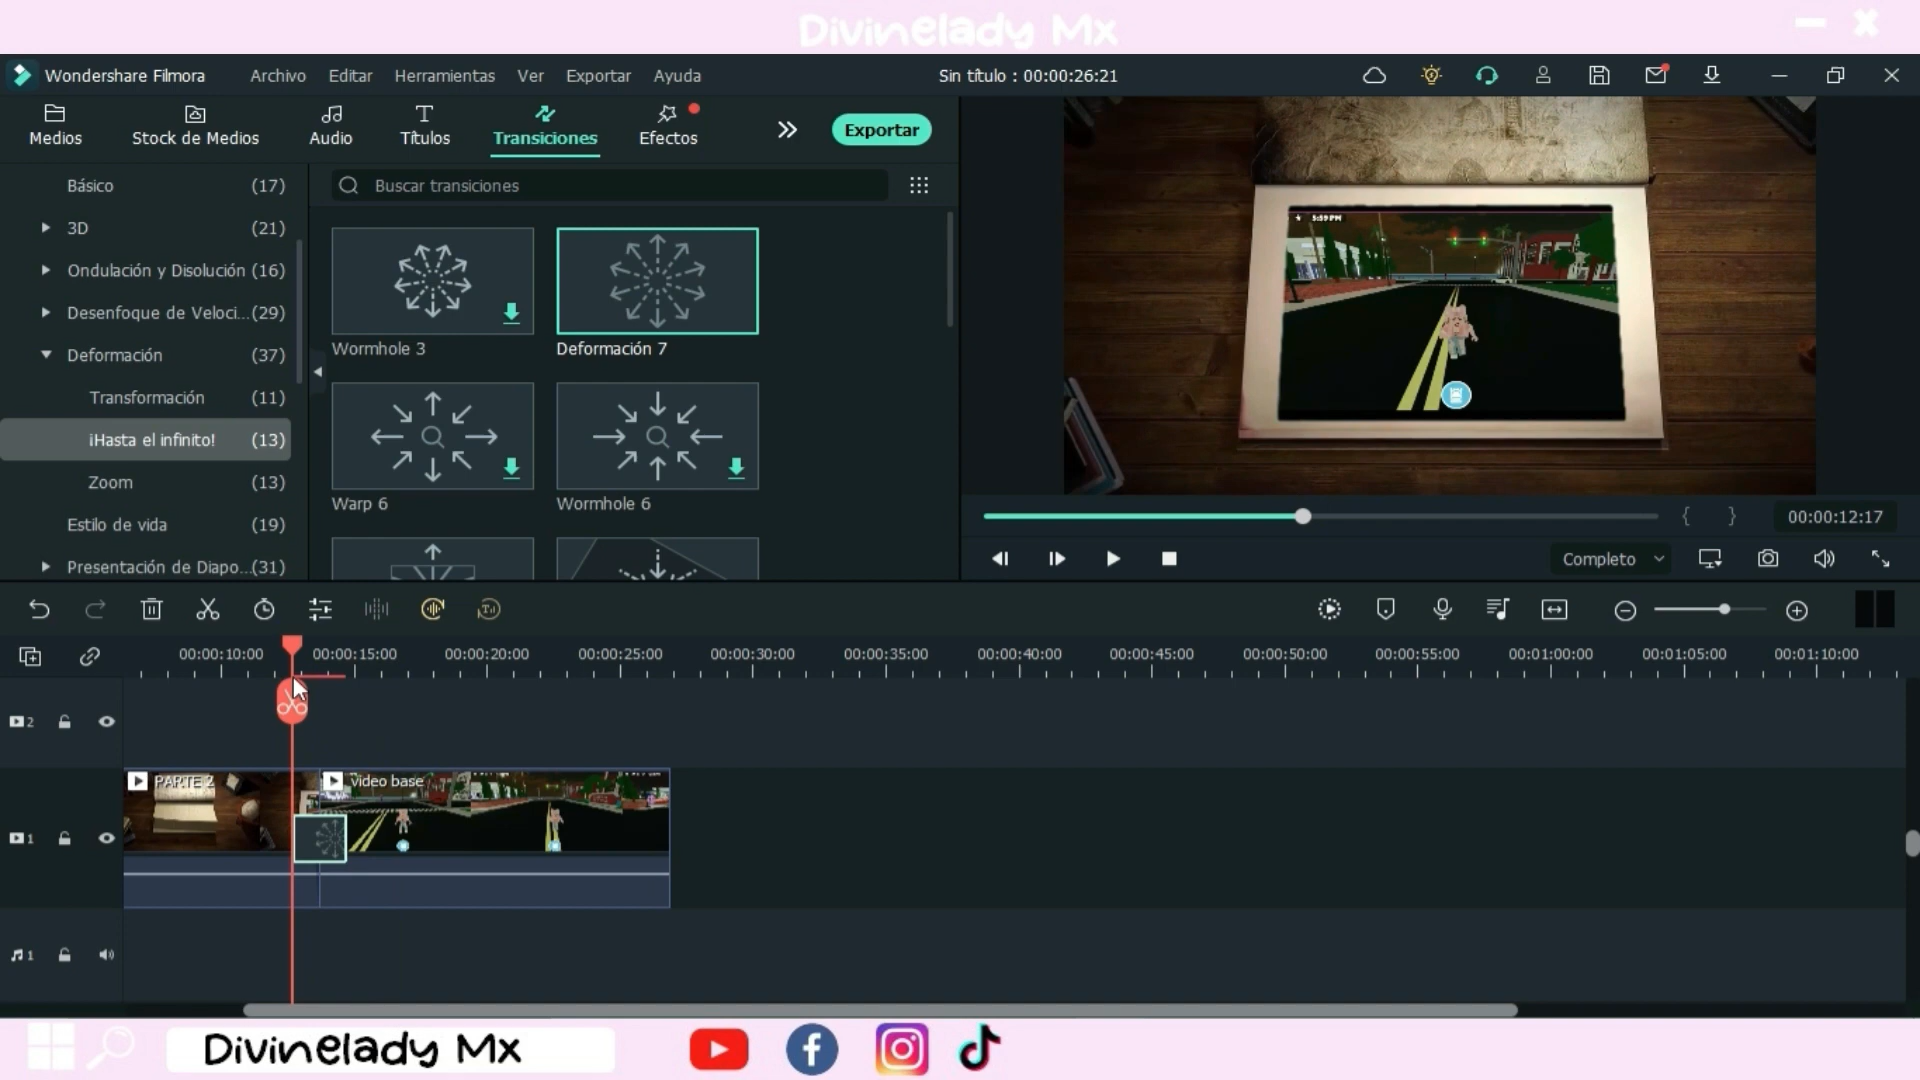 Divinelady Mx
Wondershare Filmora
Archivo Editar Herramientas Ver Exportar Ayuda
Sin título : 00:00:26:21
Medios Stock de Medios Audio Títulos Transiciones Efectos
Exportar
Básico (17)
3D (21)
Ondulación y Disolución (16)
Desenfoque de Veloci...(29)
Deformación (37)
Transformación (11)
¡Hasta el infinito! (13)
Zoom (13)
Estilo de vida (19)
Presentación de Diapo...(31)
Buscar transiciones
Wormhole 3
Deformación 7
Warp 6
Wormhole 6
5:59 PM
00:00:12:17
Completo
00:00:10:00 00:00:15:00 00:00:20:00 00:00:25:00 00:00:30:00 00:00:35:00 00:00:40:00 00:00:45:00 00:00:50:00 00:00:55:00 00:01:00:00 00:01:05:00 00:01:10:00
2
PARTE 2
video base
1
1
Divinelady Mx